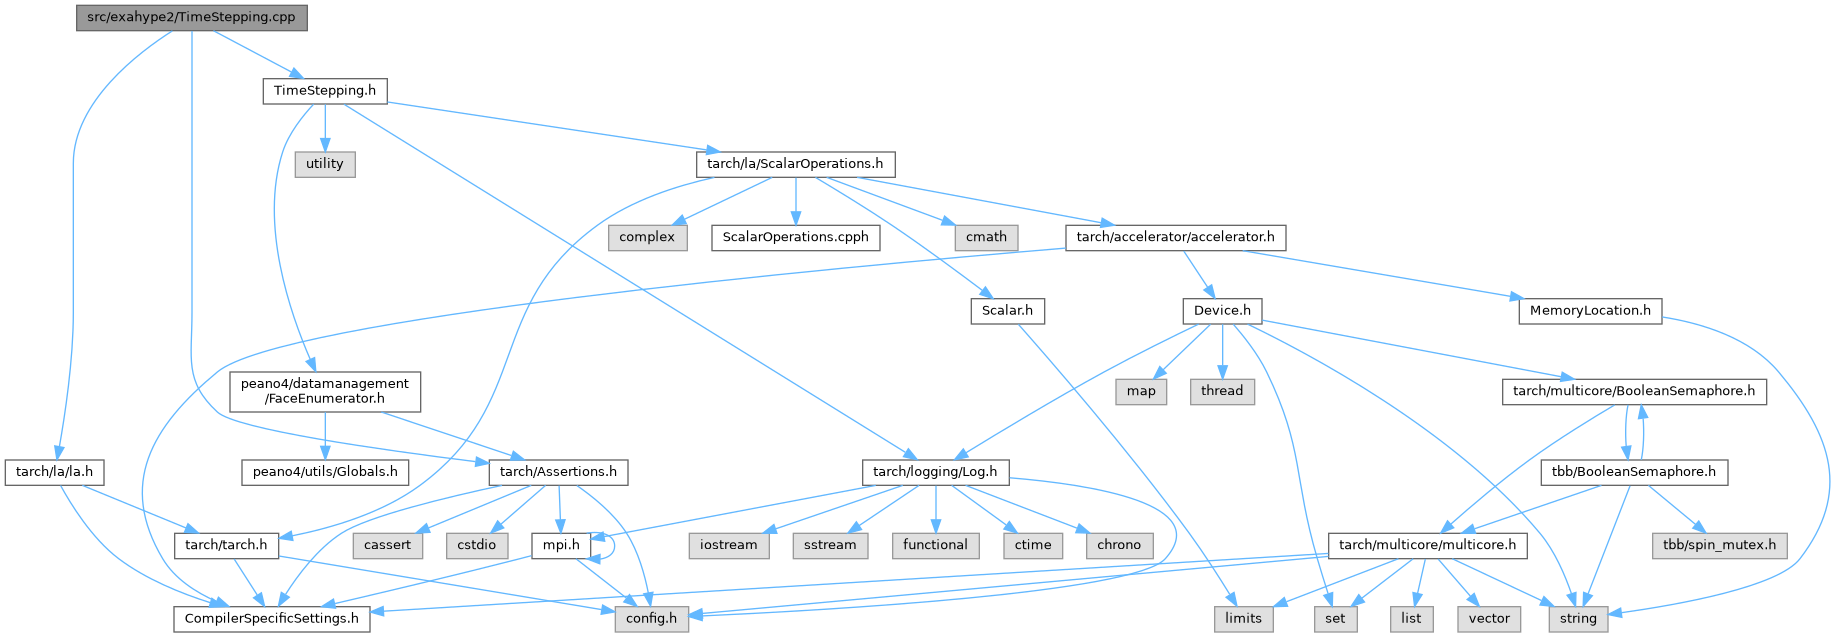 src/exahype2/TimeStepping.cpp
TimeStepping.h
utility
tarch/la/ScalarOperations.h
complex
ScalarOperations.cpph
cmath
tarch/accelerator/accelerator.h
Scalar.h
Device.h
MemoryLocation.h
peano4/datamanagement
/FaceEnumerator.h
map
thread
tarch/multicore/BooleanSemaphore.h
tarch/la/la.h
peano4/utils/Globals.h
tarch/Assertions.h
tarch/logging/Log.h
tbb/BooleanSemaphore.h
tarch/tarch.h
cassert
cstdio
mpi.h
iostream
sstream
functional
ctime
chrono
tarch/multicore/multicore.h
tbb/spin_mutex.h
CompilerSpecificSettings.h
config.h
limits
set
list
vector
string